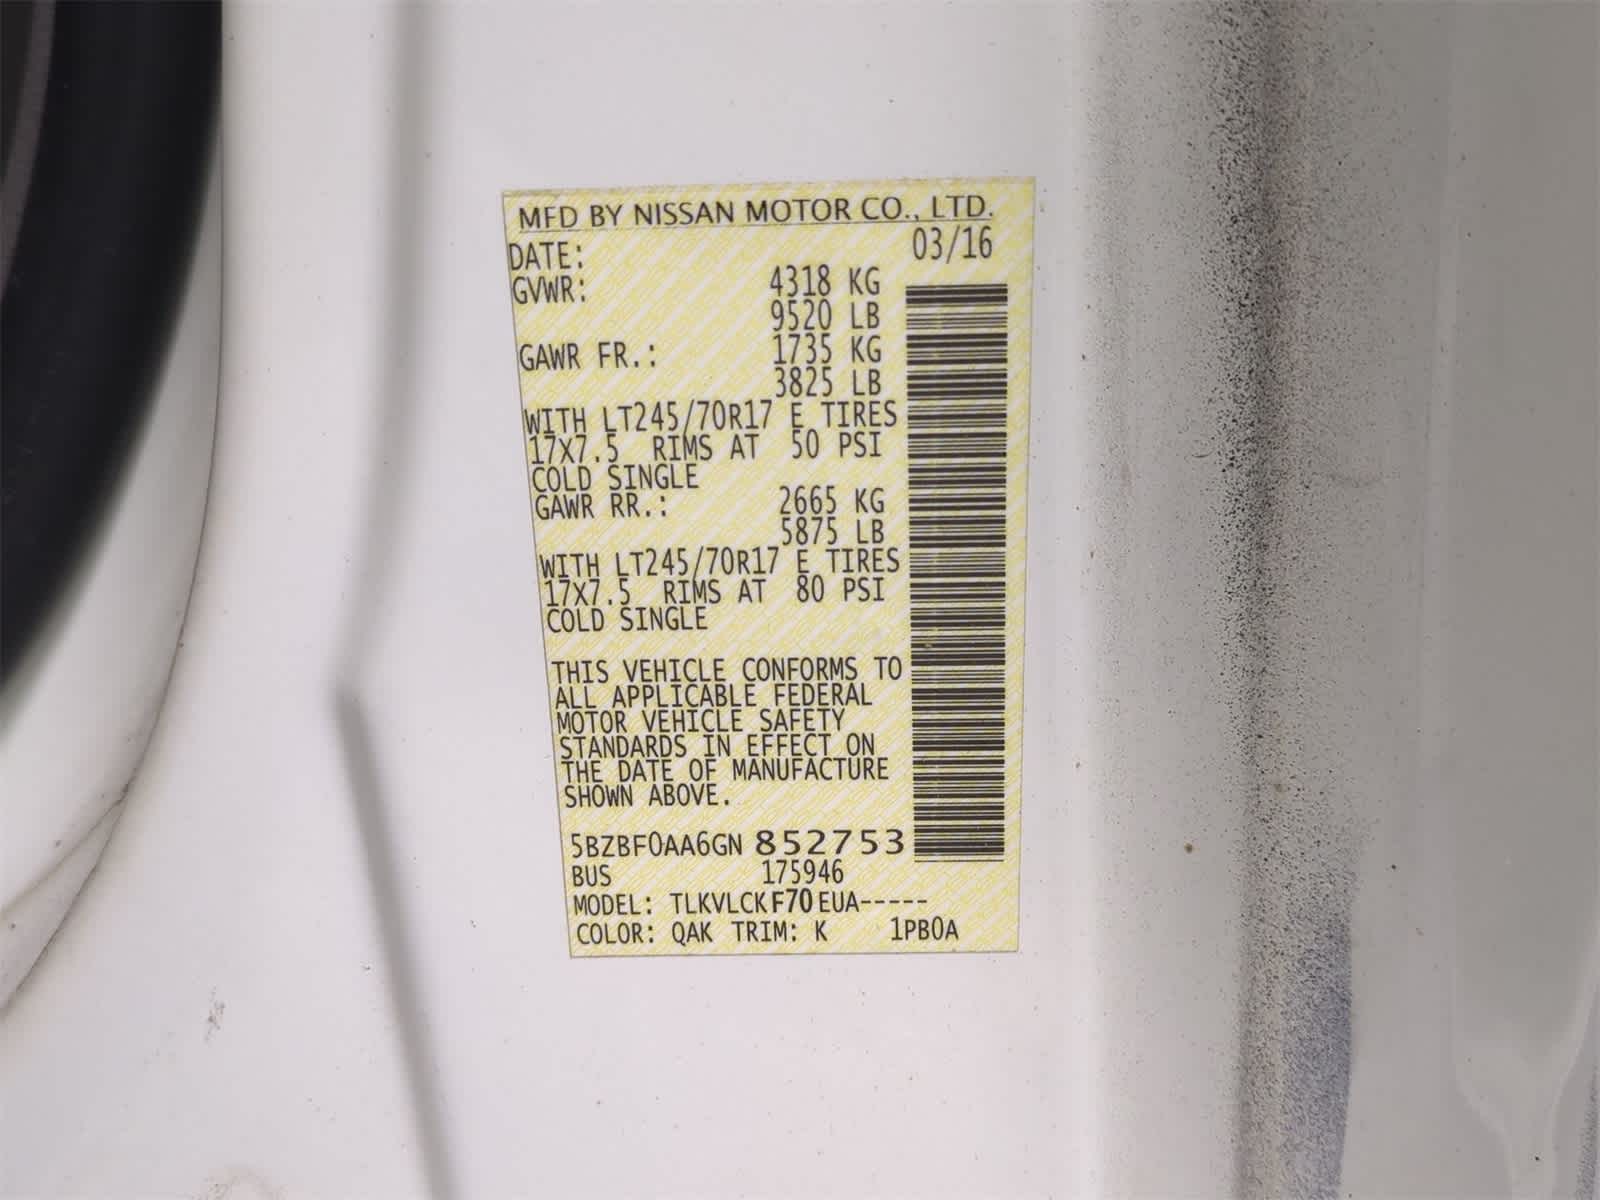 MFD BY NISSAN MOTOR CO., LTD.
DATE: 03/16
GVWR: 4318 KG
9520 LB
GAWR FR.: 1735 KG
3825 LB
WITH LT245/70R17 E TIRES
17X7.5 RIMS AT 50 PSI
COLD SINGLE
GAWR RR.: 2665 KG
5875 LB
WITH LT245/70R17 E TIRES
17X7.5 RIMS AT 80 PSI
COLD SINGLE
THIS VEHICLE CONFORMS TO
ALL APPLICABLE FEDERAL
MOTOR VEHICLE SAFETY
STANDARDS IN EFFECT ON
THE DATE OF MANUFACTURE
SHOWN ABOVE.
5BZBF0AA6GN 852753
BUS 175946
MODEL: TLKVLCKF70EUA-----
COLOR: QAK TRIM: K 1PB0A